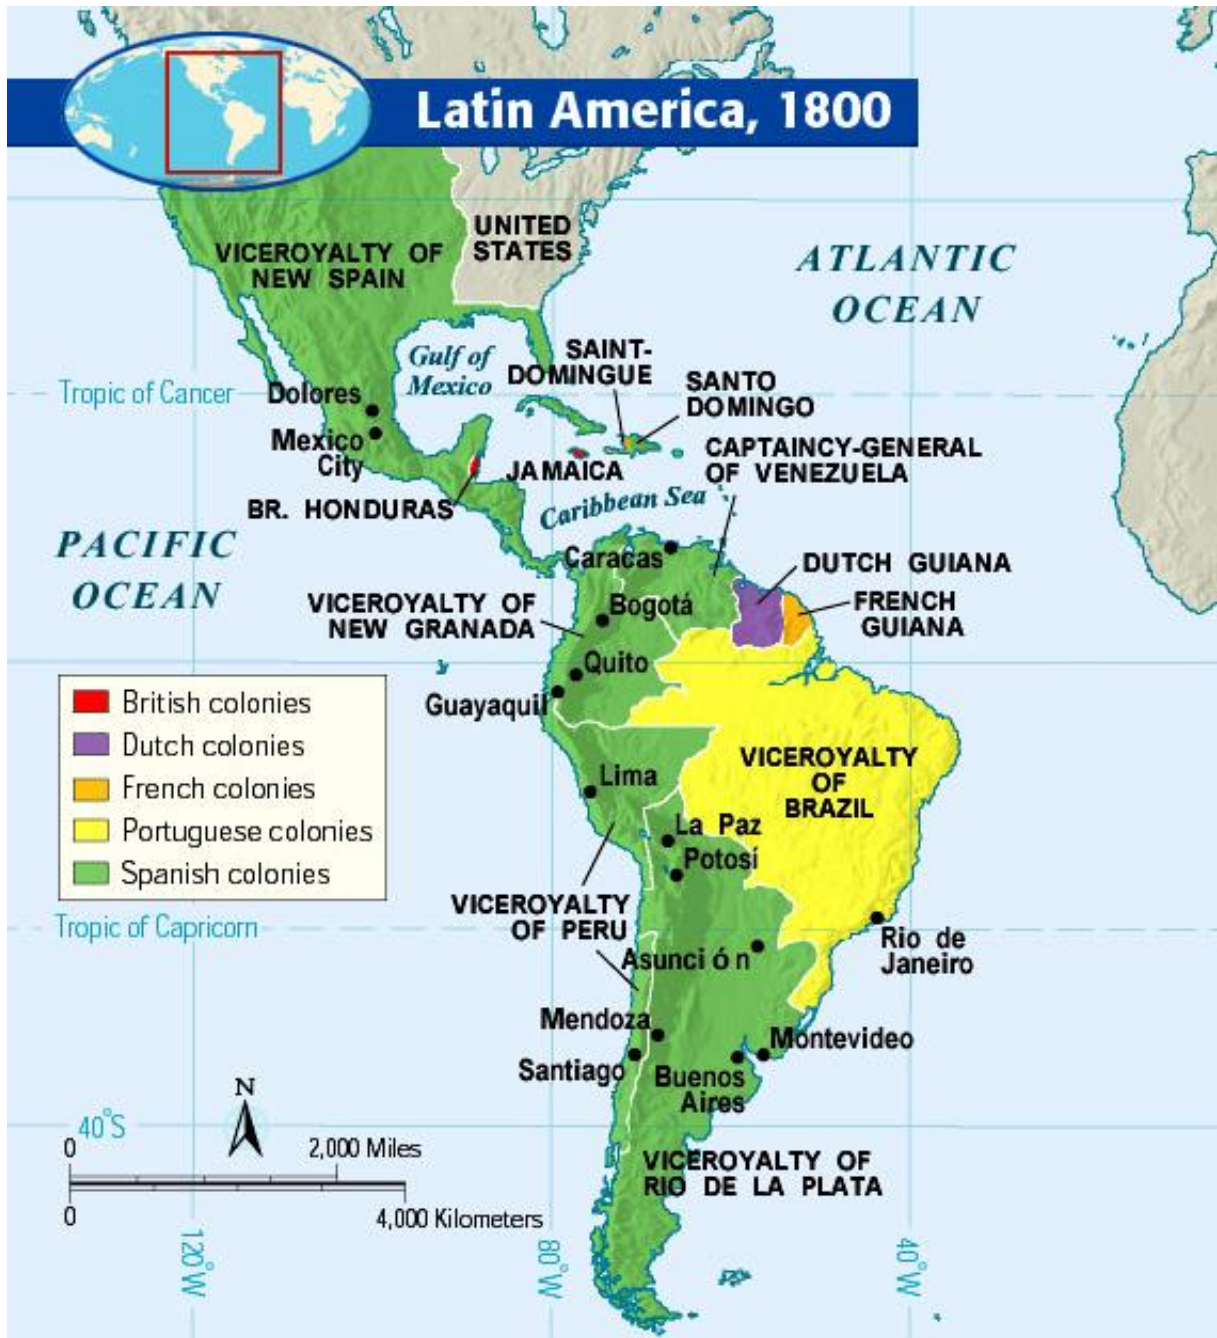 Latin America, 1800
UNITED
STATES
VICEROYALTY OF
NEW SPAIN
ATLANTIC
OCEAN
Gulf of
Mexico
SAINT-
DOMINGUE
SANTO
DOMINGO
Tropic of Cancer
Dolores
Mexico
City
CAPTAINCY-GENERAL
OF VENEZUELA
JAMAICA
BR. HONDURAS
Caribbean Sea
PACIFIC
OCEAN
Caracas
DUTCH GUIANA
FRENCH
GUIANA
VICEROYALTY OF
NEW GRANADA
Bogotá
Quito
Guayaquil
British colonies
Dutch colonies
French colonies
Portuguese colonies
Spanish colonies
VICEROYALTY
OF
BRAZIL
Lima
La Paz
Potosí
VICEROYALTY
OF PERU
Tropic of Capricorn
Asunci ó n
Rio de
Janeiro
Mendoza
Santiago
Montevideo
Buenos
Aires
N
40°S
0
2,000 Miles
0
4,000 Kilometers
VICEROYALTY OF
RIO DE LA PLATA
120°W
80°W
40°W